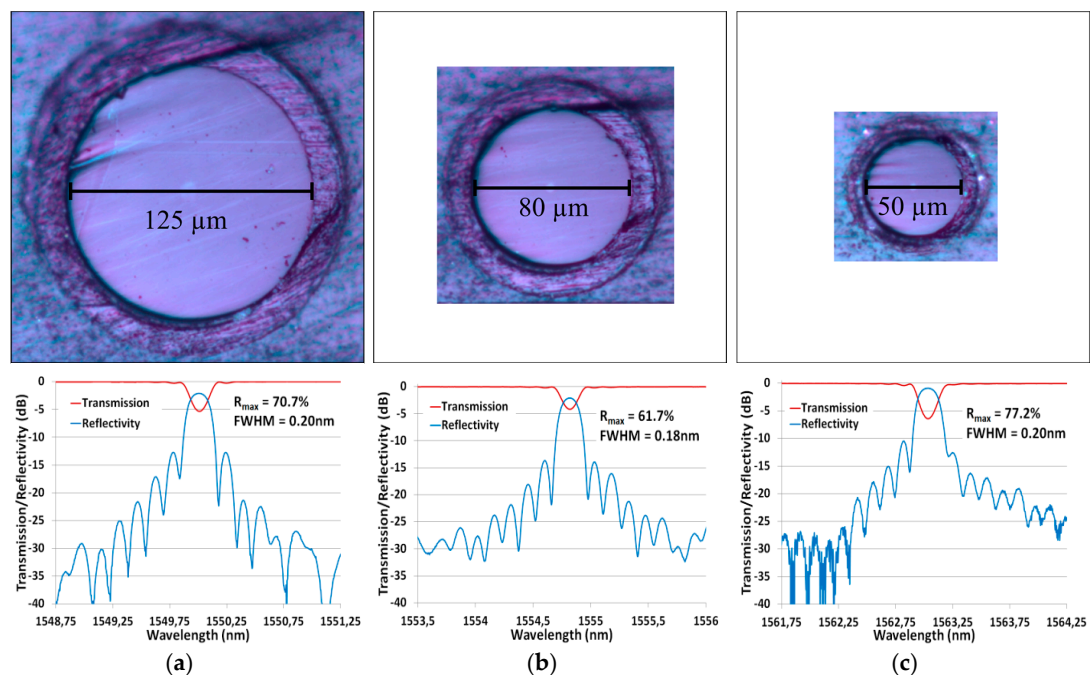 125 µm
80 µm
50 µm
Transmission/Reflectivity (dB)
0
-5
-10
-15
-20
-25
-30
-35
-40
Transmission
Reflectivity
Rmax = 70.7%
FWHM = 0.20nm
1548,75 1549,25 1549,75 1550,25 1550,75 1551,25
Wavelength (nm)
(a)
Transmission/Reflectivity (dB)
0
-5
-10
-15
-20
-25
-30
-35
-40
Transmission
Reflectivity
Rmax = 61.7%
FWHM = 0.18nm
1553,5 1554 1554,5 1555 1555,5 1556
Wavelength (nm)
(b)
Transmission/Reflectivity (dB)
0
-5
-10
-15
-20
-25
-30
-35
-40
Transmission
Reflectivity
Rmax = 77.2%
FWHM = 0.20nm
1561,75 1562,25 1562,75 1563,25 1563,75 1564,25
Wavelength (nm)
(c)